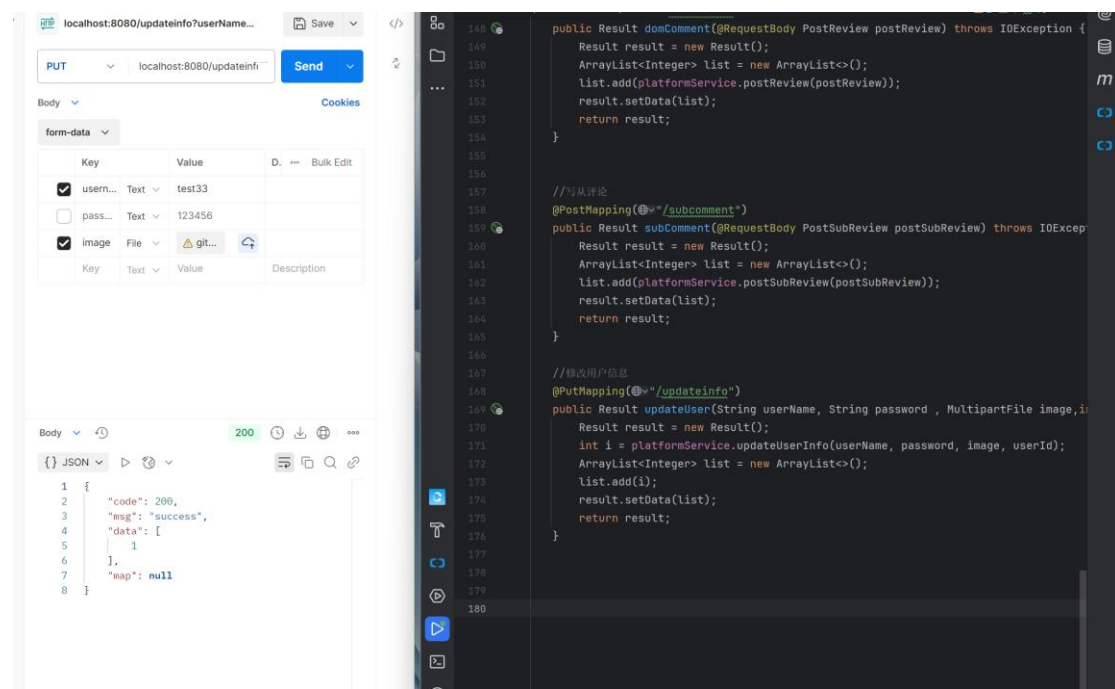 localhost:8080/updateinfo?userName...
Save
PUT
localhost:8080/updateinfo
Send
Body
Cookies
form-data
Key Value D. Bulk Edit
usern... Text test33
pass... Text 123456
image File git...
Key Text Value Description
Body 200
{} JSON
1 {
2 "code": 200,
3 "msg": "success",
4 "data": [
5 1
6 ],
7 "map": null
8 }
148 public Result domComment(@RequestBody PostReview postReview) throws IOException {
149 Result result = new Result();
150 ArrayList<Integer> list = new ArrayList<>();
151 list.add(platformService.postReview(postReview));
152 result.setData(list);
153 return result;
154 }
155
156
157 //写从评论
158 @PostMapping("/subcomment")
159 public Result subComment(@RequestBody PostSubReview postSubReview) throws IOExcep
160 Result result = new Result();
161 ArrayList<Integer> list = new ArrayList<>();
162 list.add(platformService.postSubReview(postSubReview));
163 result.setData(list);
164 return result;
165 }
166
167 //修改用户信息
168 @PutMapping("/updateinfo")
169 public Result updateUser(String userName, String password , MultipartFile image,i
170 Result result = new Result();
171 int i = platformService.updateUserInfo(userName, password, image, userId);
172 ArrayList<Integer> list = new ArrayList<>();
173 list.add(i);
174 result.setData(list);
175 return result;
176 }
177
178
179
180